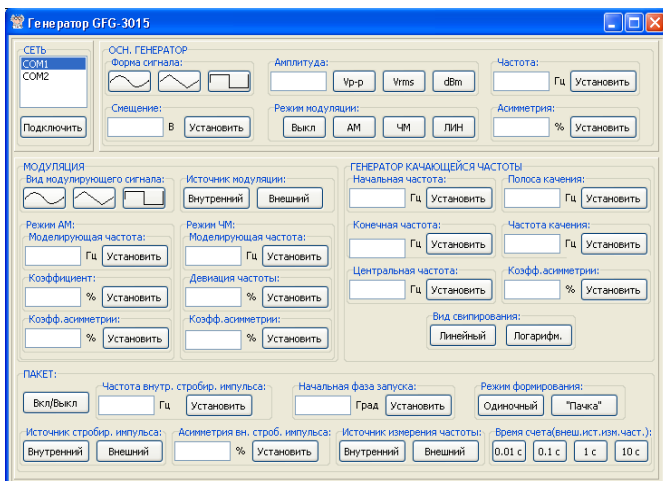 Генератор GFG-3015
СЕТЬ
COM1
COM2
Подключить
ОСН. ГЕНЕРАТОР
Форма сигнала:
Амплитуда:
Vp-p Vrms dBm
Частота:
Гц Установить
Смещение:
В Установить
Режим модуляции:
Выкл АМ ЧМ ЛИН
Асимметрия:
% Установить
МОДУЛЯЦИЯ
Вид модулирующего сигнала:
Источник модуляции:
Внутренний Внешний
Режим АМ:
Моделирующая частота:
Гц Установить
Коэффициент:
% Установить
Коэфф.асимметрии:
% Установить
Режим ЧМ:
Моделирующая частота:
Гц Установить
Девиация частоты:
% Установить
Коэфф.асимметрии:
% Установить
ГЕНЕРАТОР КАЧАЮЩЕЙСЯ ЧАСТОТЫ
Начальная частота:
Гц Установить
Полоса качения:
Гц Установить
Конечная частота:
Гц Установить
Частота качения:
Гц Установить
Центральная частота:
Гц Установить
Коэфф.асимметрии:
% Установить
Вид свипирования:
Линейный Логарифм.
ПАКЕТ:
Вкл/Выкл
Частота внутр. стробир. импульса:
Гц Установить
Начальная фаза запуска:
Град Установить
Режим формирования:
Одиночный "Пачка"
Источник стробир. импульса:
Внутренний Внешний
Асимметрия вн. строб. импульса:
% Установить
Источник измерения частоты:
Внутренний Внешний
Время счета(внеш.ист.изм.част.):
0.01 с 0.1 с 1 с 10 с